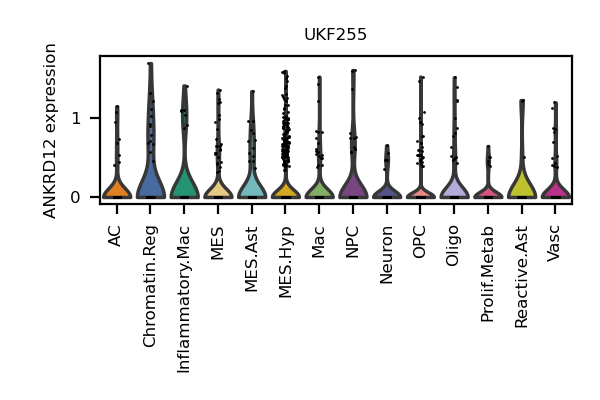 UKF255
ANKRD12 expression
1
0
AC
Chromatin.Reg
Inflammatory.Mac
MES
MES.Ast
MES.Hyp
Mac
NPC
Neuron
OPC
Oligo
Prolif.Metab
Reactive.Ast
Vasc